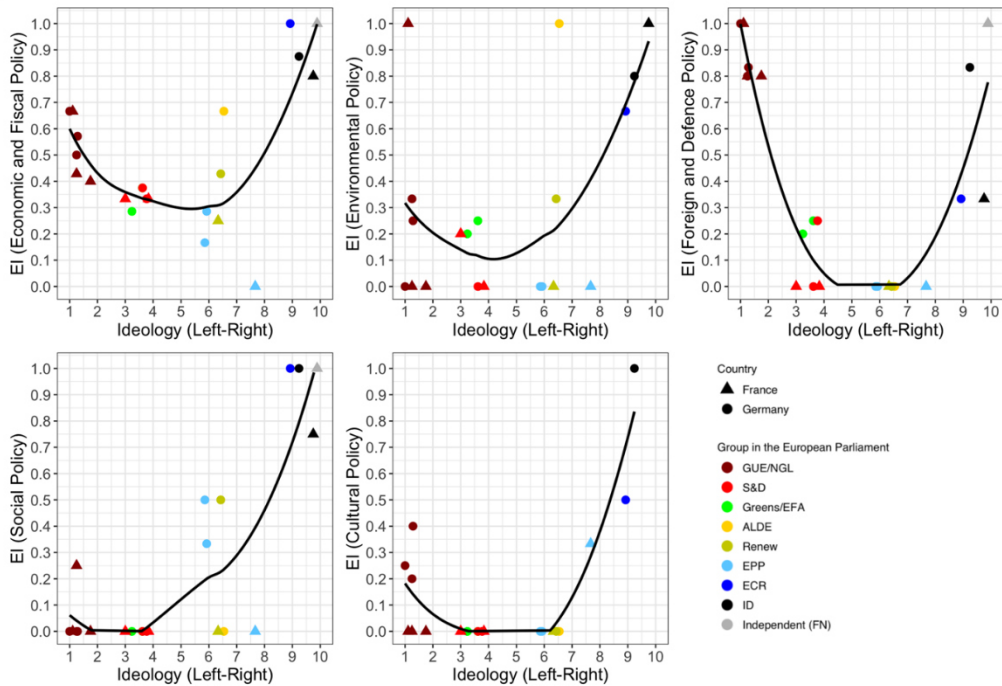 EI (Economic and Fiscal Policy)
1.0
0.9
0.8
0.7
0.6
0.5
0.4
0.3
0.2
0.1
0.0
1 2 3 4 5 6 7 8 9 10
Ideology (Left-Right)
EI (Environmental Policy)
1.0
0.9
0.8
0.7
0.6
0.5
0.4
0.3
0.2
0.1
0.0
1 2 3 4 5 6 7 8 9 10
Ideology (Left-Right)
EI (Foreign and Defence Policy)
1.0
0.9
0.8
0.7
0.6
0.5
0.4
0.3
0.2
0.1
0.0
1 2 3 4 5 6 7 8 9 10
Ideology (Left-Right)
EI (Social Policy)
1.0
0.9
0.8
0.7
0.6
0.5
0.4
0.3
0.2
0.1
0.0
1 2 3 4 5 6 7 8 9 10
Ideology (Left-Right)
EI (Cultural Policy)
1.0
0.9
0.8
0.7
0.6
0.5
0.4
0.3
0.2
0.1
0.0
1 2 3 4 5 6 7 8 9 10
Ideology (Left-Right)
Country
France
Germany
Group in the European Parliament
GUE/NGL
S&D
Greens/EFA
ALDE
Renew
EPP
ECR
ID
Independent (FN)